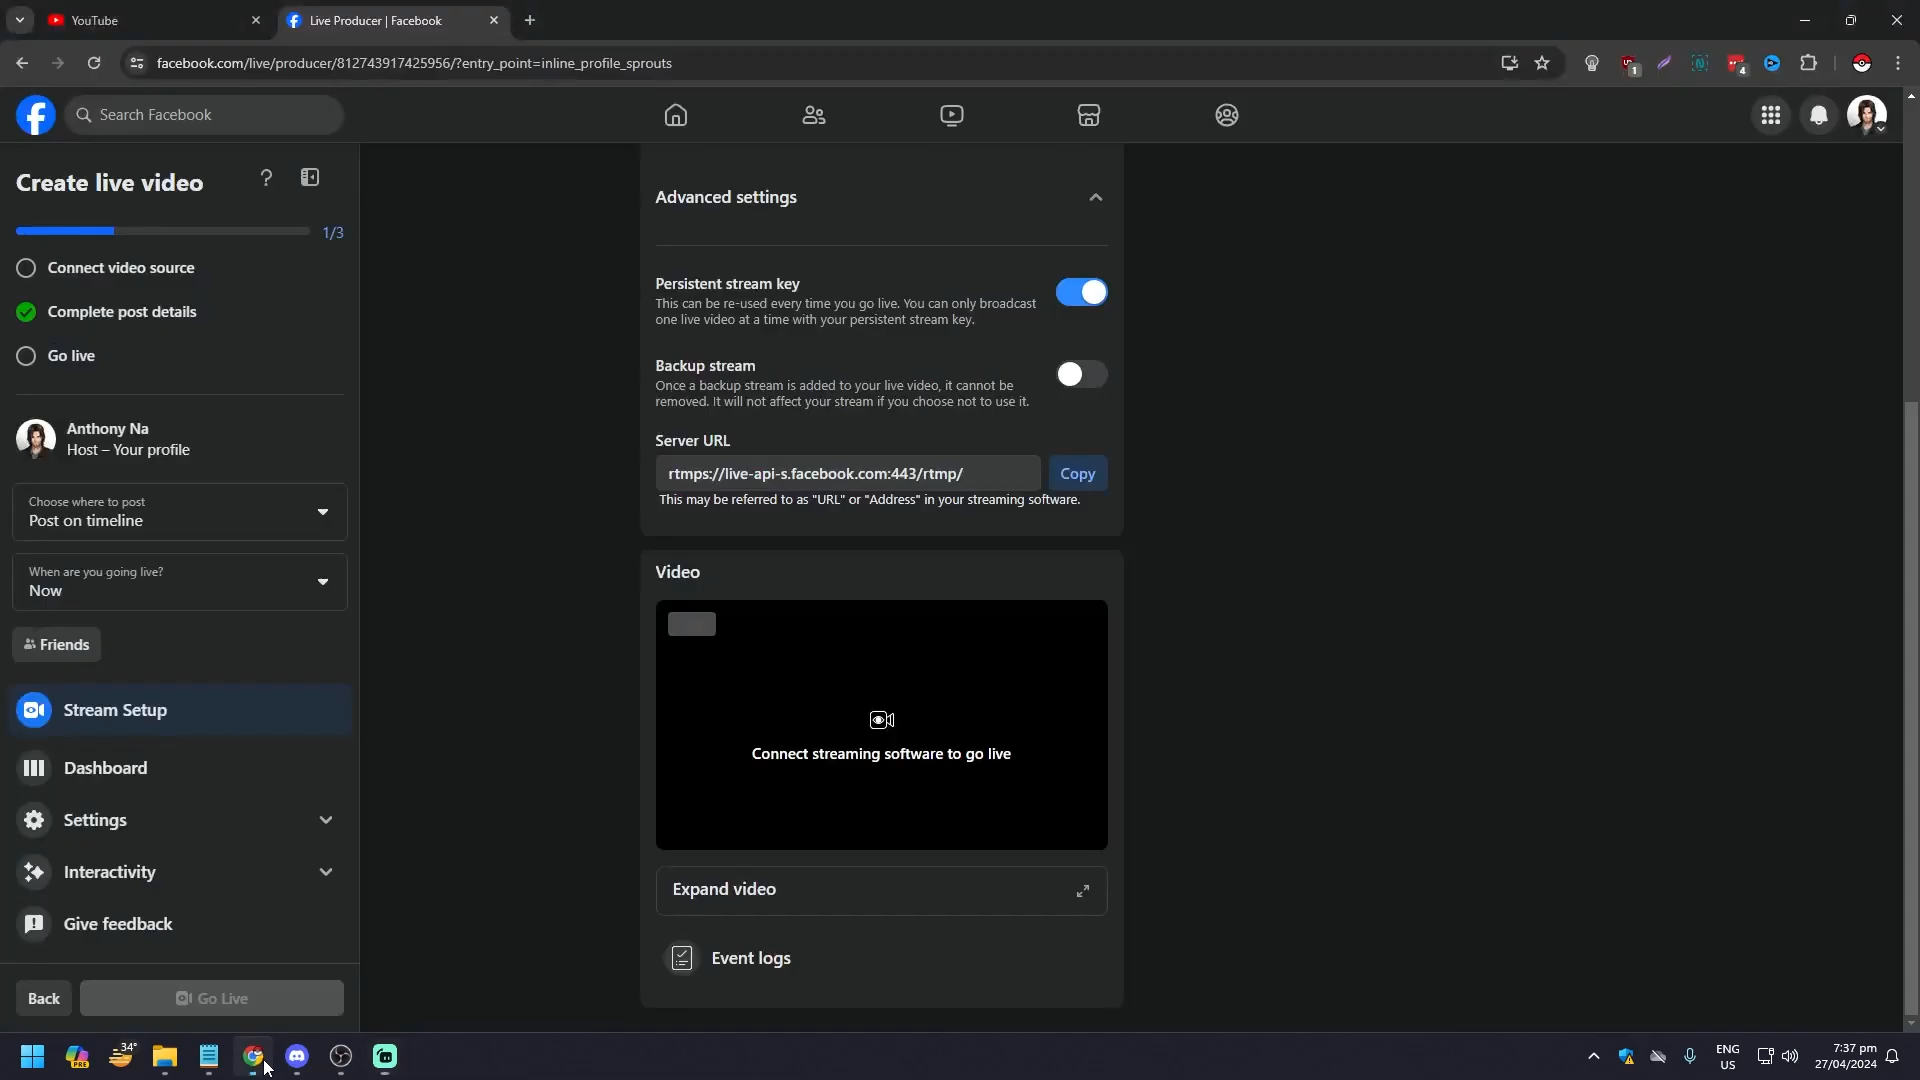 YouTube
Live Producer | Facebook
facebook.com/live/producer/812743917425956/?entry_point=inline_profile_sprouts
1
4
Search Facebook
Create live video
1/3
Connect video source
Complete post details
Go live
Anthony Na
Host – Your profile
Choose where to post
Post on timeline
When are you going live?
Now
Friends
Stream Setup
Dashboard
Settings
Interactivity
Give feedback
Back
Go Live
Advanced settings
Persistent stream key
This can be re-used every time you go live. You can only broadcast
one live video at a time with your persistent stream key.
Backup stream
Once a backup stream is added to your live video, it cannot be
removed. It will not affect your stream if you choose not to use it.
Server URL
rtmps://live-api-s.facebook.com:443/rtmp/
Copy
This may be referred to as "URL" or "Address" in your streaming software.
Video
Connect streaming software to go live
Expand video
Event logs
PRE
34°
ENG
US
7:37 pm
27/04/2024